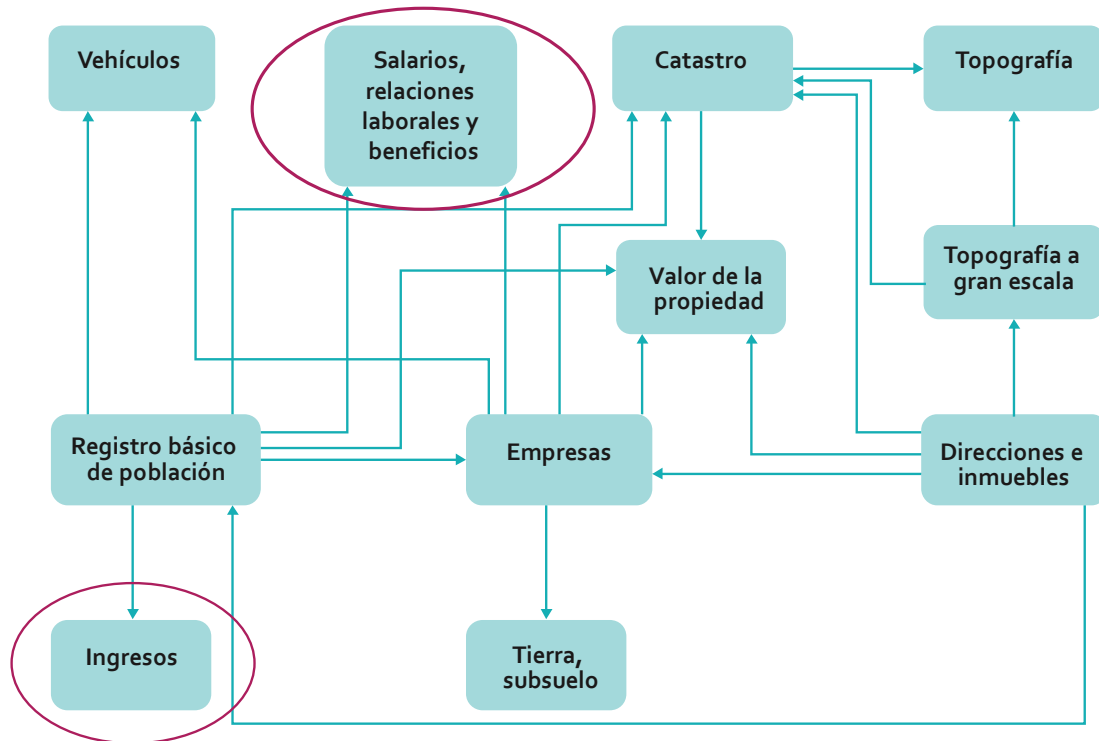 Vehículos
Salarios,
relaciones
laborales y
beneficios
Catastro
Topografía
Valor de la
propiedad
Topografía a
gran escala
Registro básico
de población
Empresas
Direcciones e
inmuebles
Ingresos
Tierra,
subsuelo